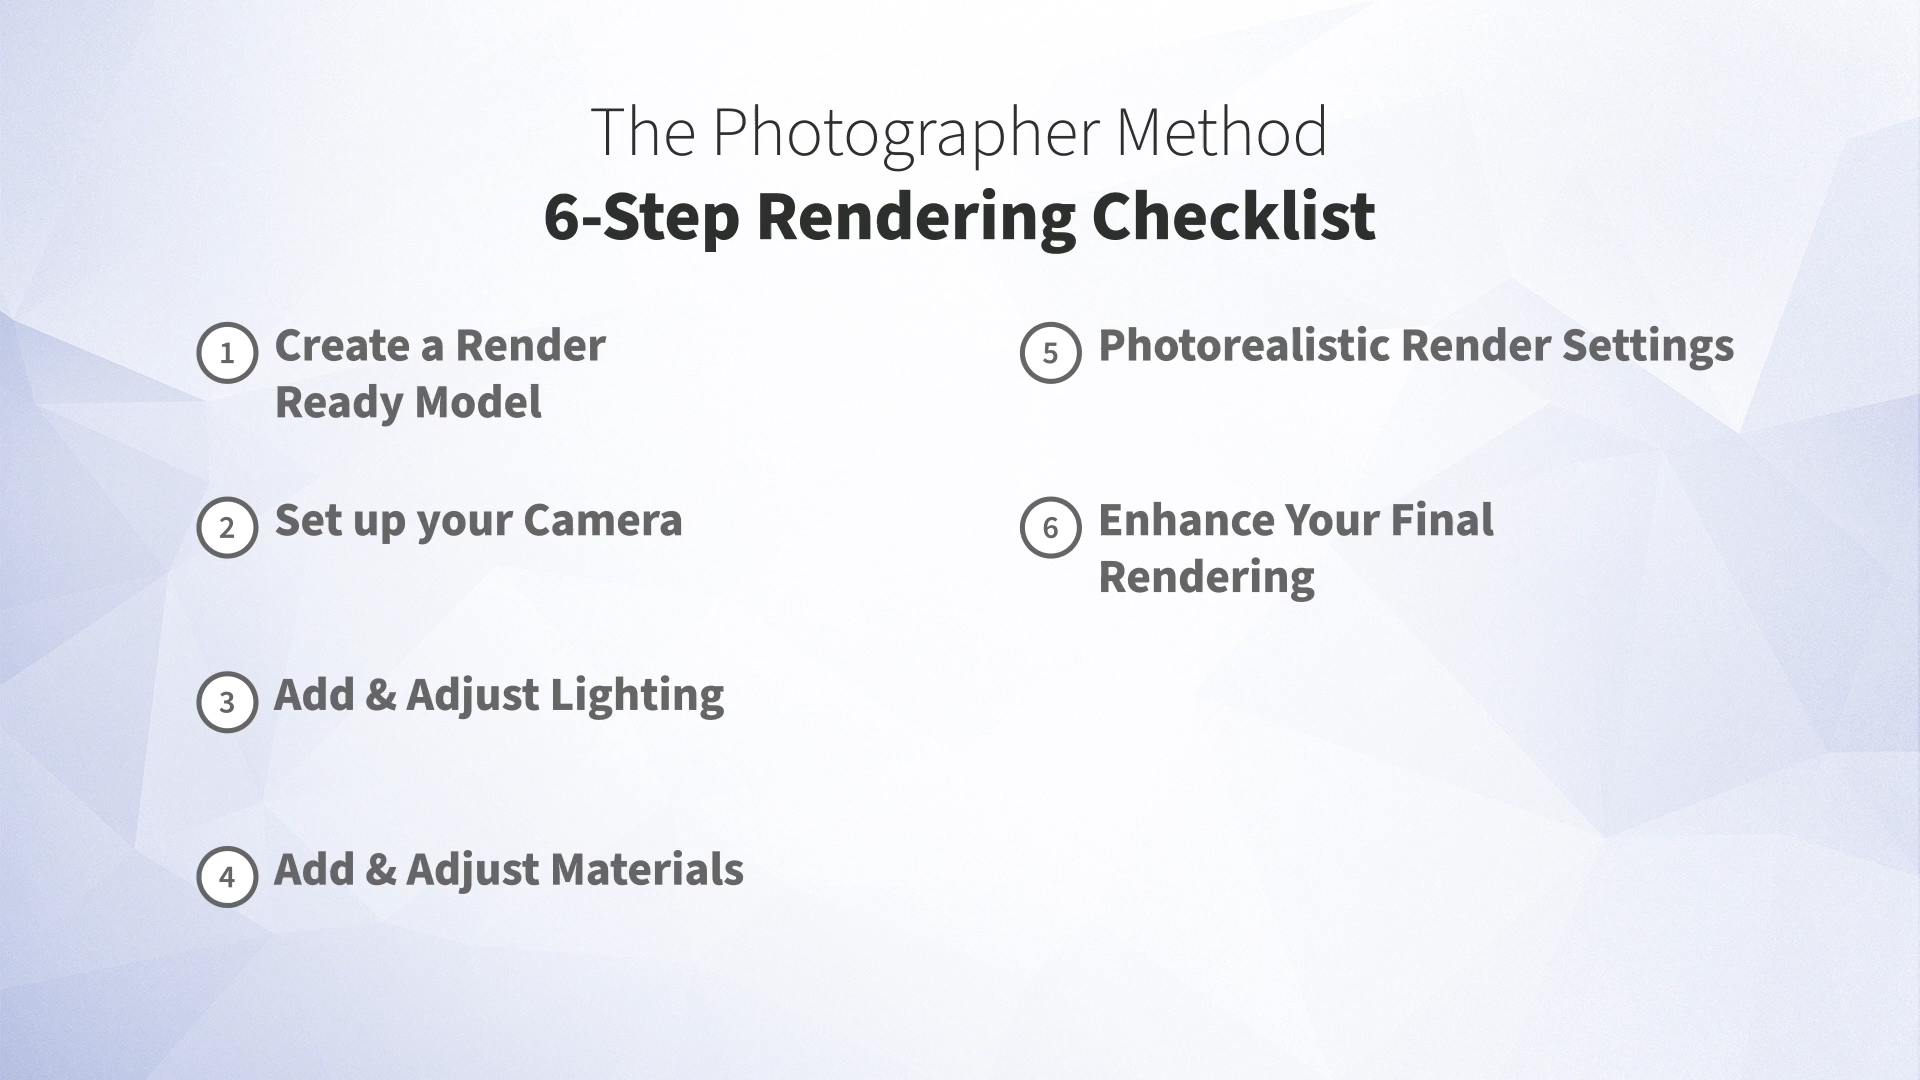 The Photographer Method
6-Step Rendering Checklist
1 Create a Render
Ready Model
2 Set up your Camera
3 Add & Adjust Lighting
4 Add & Adjust Materials
5 Photorealistic Render Settings
6 Enhance Your Final
Rendering